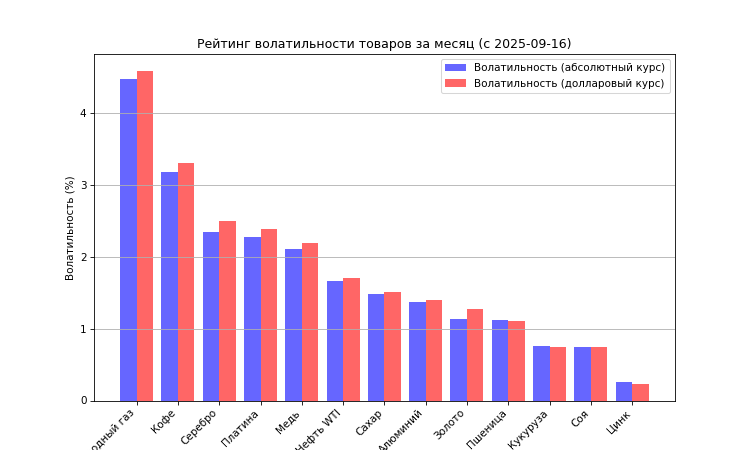 Рейтинг волатильности товаров за месяц (с 2025-09-16)
Волатильность (абсолютный курс)
Волатильность (долларовый курс)
Волатильность (%)
4
3
2
1
0
газ
Кофе
Серебро
Платина
Медь
Нефть WTI
Сахар
Алюминий
Золото
Пшеница
Кукуруза
Соя
Цинк